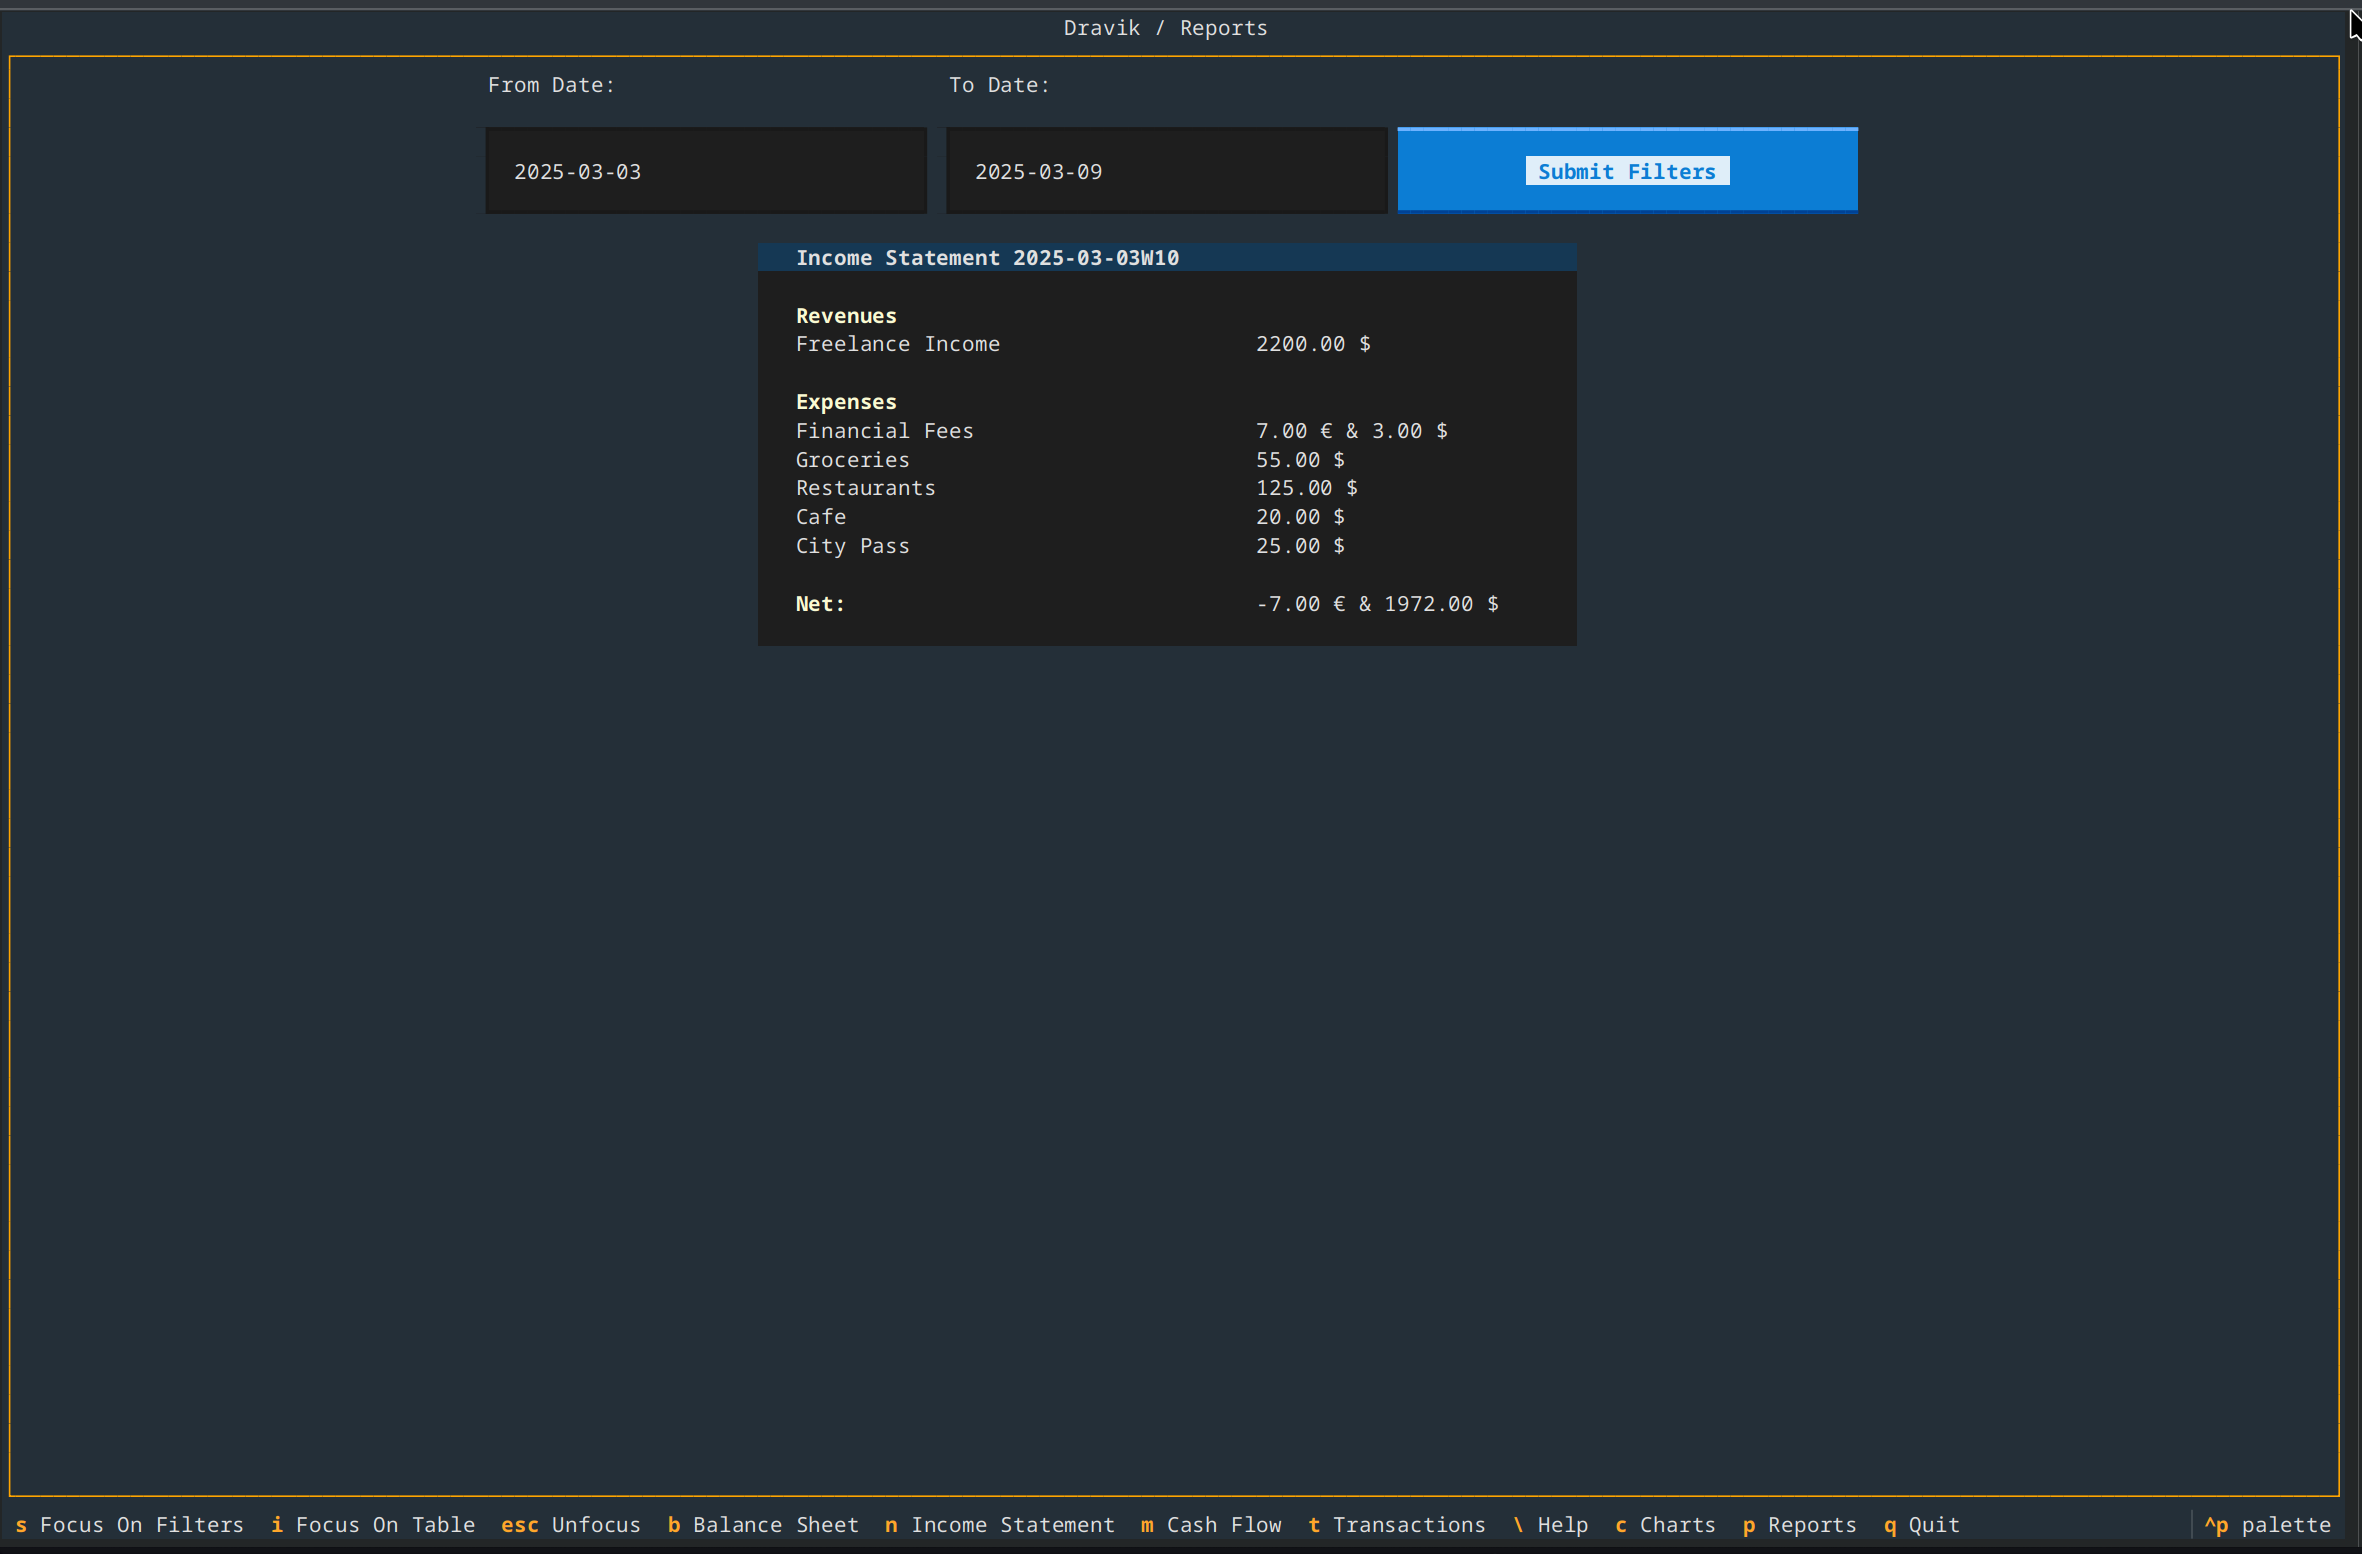 Dravik / Reports
From Date: To Date:
2025-03-03 2025-03-09 Submit Filters
Income Statement 2025-03-03W10
Revenues
Freelance Income 2200.00 $
Expenses
Financial Fees 7.00 € & 3.00 $
Groceries 55.00 $
Restaurants 125.00 $
Cafe 20.00 $
City Pass 25.00 $
Net: -7.00 € & 1972.00 $
s Focus On Filters i Focus On Table esc Unfocus b Balance Sheet n Income Statement m Cash Flow t Transactions \ Help c Charts p Reports q Quit ^p palette